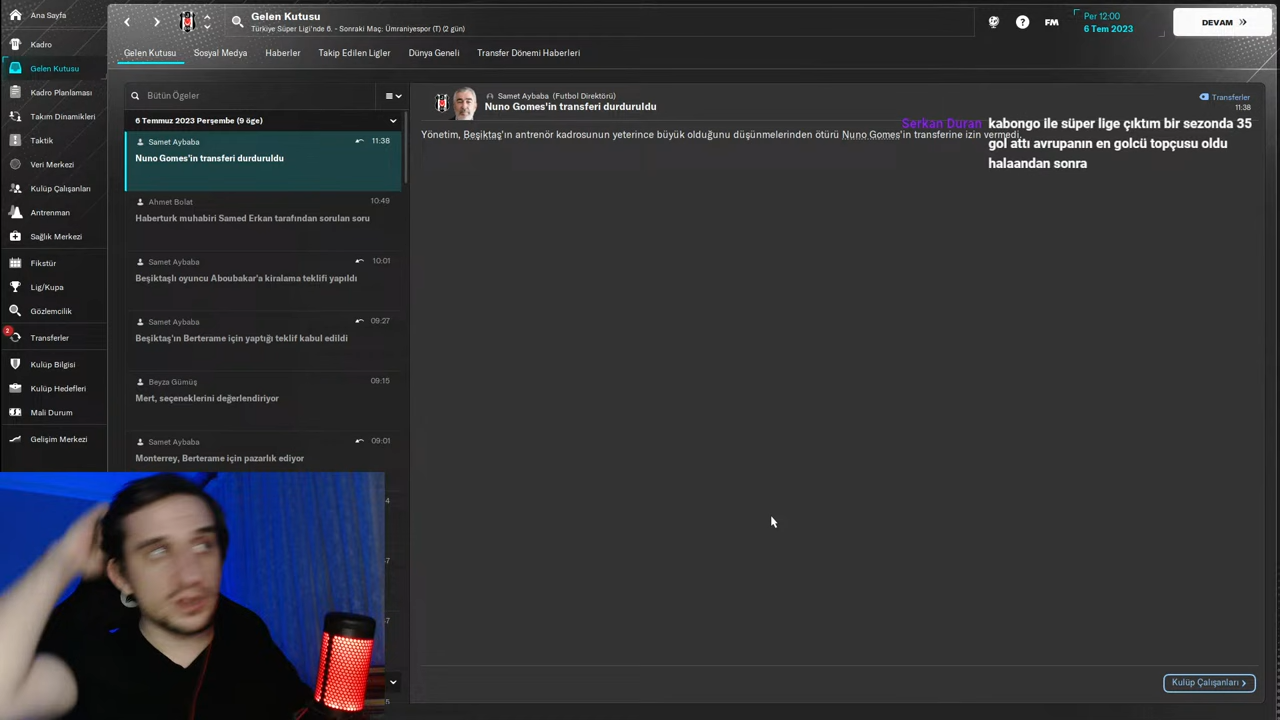 Ana Sayfa
Kadro
Gelen Kutusu
Kadro Planlaması
Takım Dinamikleri
Taktik
Veri Merkezi
Kulüp Çalışanları
Antrenman
Sağlık Merkezi
Fikstür
Lig/Kupa
Gözlemcilik
2
Transferler
Kulüp Bilgisi
Kulüp Hedefleri
Mali Durum
Gelişim Merkezi
Gelen Kutusu
Türkiye Süper Ligi'nde 6. - Sonraki Maç: Ümraniyespor (T) (2 gün)
FM
Per 12:00
6 Tem 2023
DEVAM
Gelen Kutusu Sosyal Medya Haberler Takip Edilen Ligler Dünya Geneli Transfer Dönemi Haberleri
Bütün Ögeler
6 Temmuz 2023 Perşembe (9 öge)
Samet Aybaba 11:38
Nuno Gomes'in transferi durduruldu
Ahmet Bolat 10:49
Haberturk muhabiri Samed Erkan tarafından sorulan soru
Samet Aybaba 10:01
Beşiktaşlı oyuncu Aboubakar'a kiralama teklifi yapıldı
Samet Aybaba 09:27
Beşiktaş'ın Berterame için yaptığı teklif kabul edildi
Beyza Gümüş 09:15
Mert, seçeneklerini değerlendiriyor
Samet Aybaba 09:01
Monterrey, Berterame için pazarlık ediyor
4
7
7
5
Samet Aybaba (Futbol Direktörü)
Nuno Gomes'in transferi durduruldu
Transferler
11:38
Yönetim, Beşiktaş'ın antrenör kadrosunun yeterince büyük olduğunu düşünmelerinden ötürü Nuno Gomes'in transferine izin vermedi.
Serkan Duran kabongo ile süper lige çıktım bir sezonda 35
gol attı avrupanın en golcü topçusu oldu
halaandan sonra
Kulüp Çalışanları